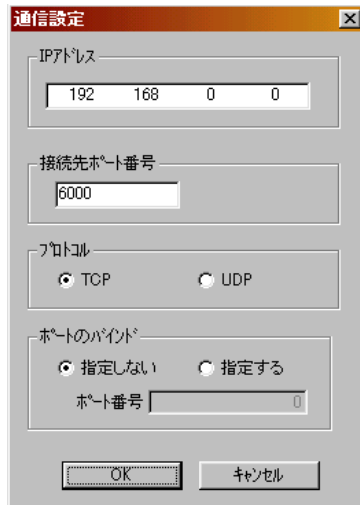 通信設定
IPｱﾄﾞﾚｽ
192 168 0 0
接続先ﾎﾟｰﾄ番号
6000
ﾌﾟﾛﾄｺﾙ
TCP UDP
ﾎﾟｰﾄのﾊﾞｲﾝﾄﾞ
指定しない 指定する
ﾎﾟｰﾄ番号 0
OK ｷｬﾝｾﾙ